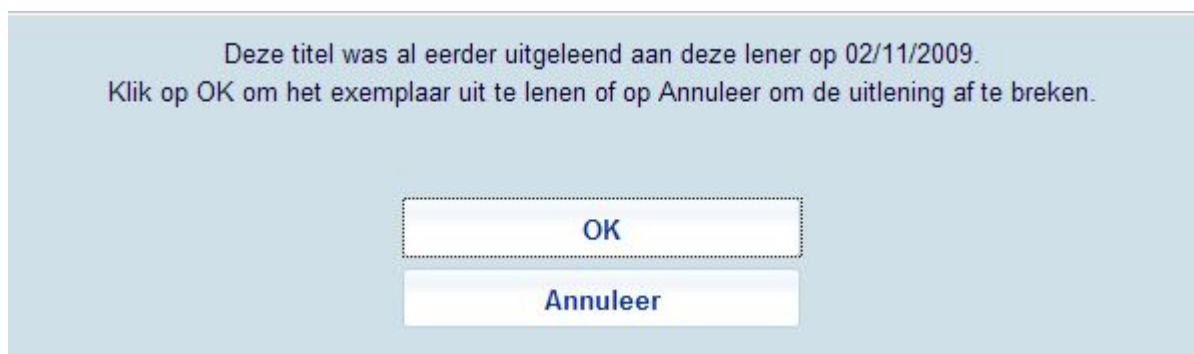 Deze titel was al eerder uitgeleend aan deze lener op 02/11/2009.
Klik op OK om het exemplaar uit te lenen of op Annuleer om de uitlening af te breken.
OK
Annuleer